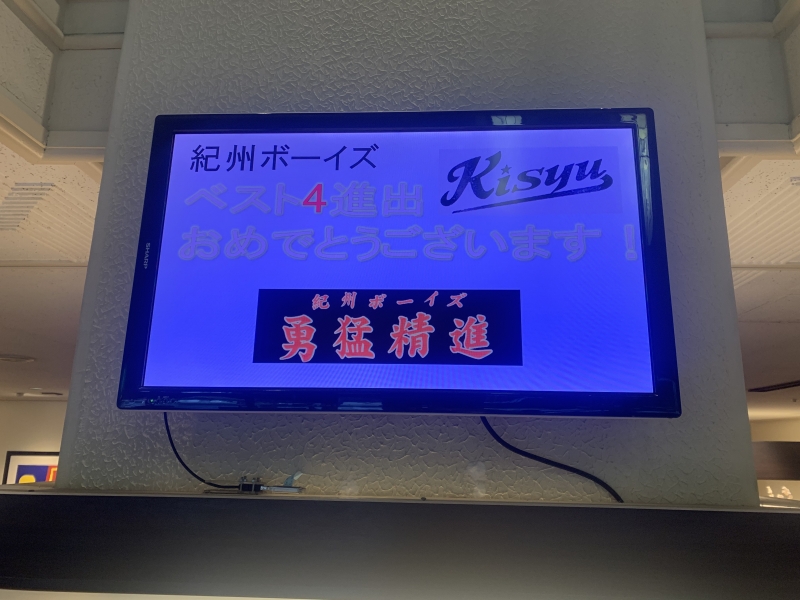 紀州ボーイズ
Kisyu
ベスト4進出
おめでとうございます！
紀州ボーイズ
勇猛精進
SHARP